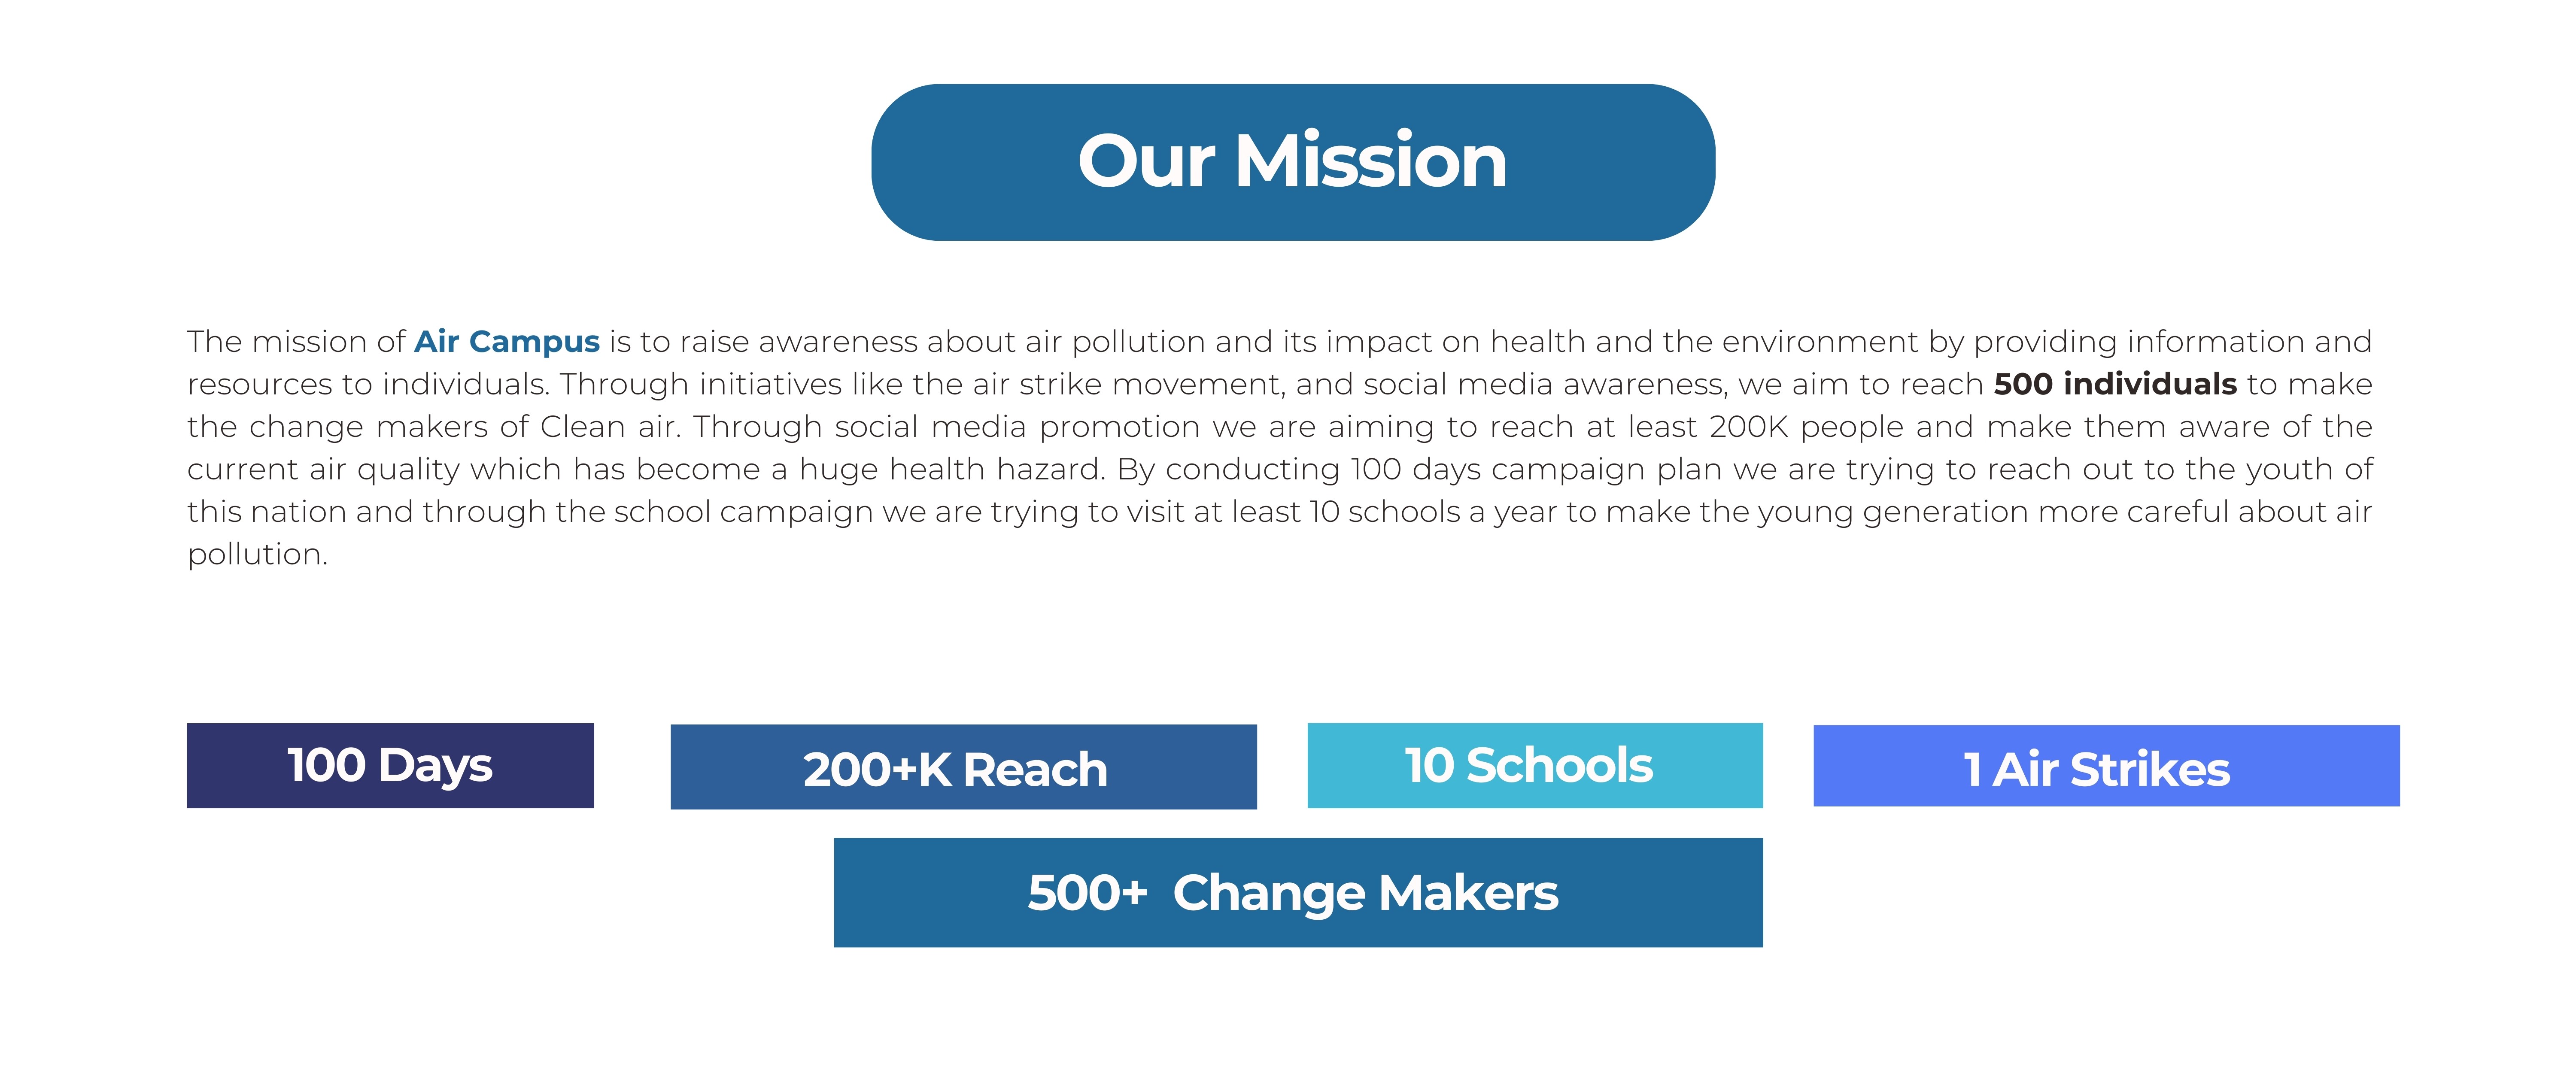 Our Mission
The mission of Air Campus is to raise awareness about air pollution and its impact on health and the environment by providing information and
resources to individuals. Through initiatives like the air strike movement, and social media awareness, we aim to reach 500 individuals to make
the change makers of Clean air. Through social media promotion we are aiming to reach at least 200K people and make them aware of the
current air quality which has become a huge health hazard. By conducting 100 days campaign plan we are trying to reach out to the youth of
this nation and through the school campaign we are trying to visit at least 10 schools a year to make the young generation more careful about air
pollution.
100 Days
200+K Reach
10 Schools
1 Air Strikes
500+ Change Makers